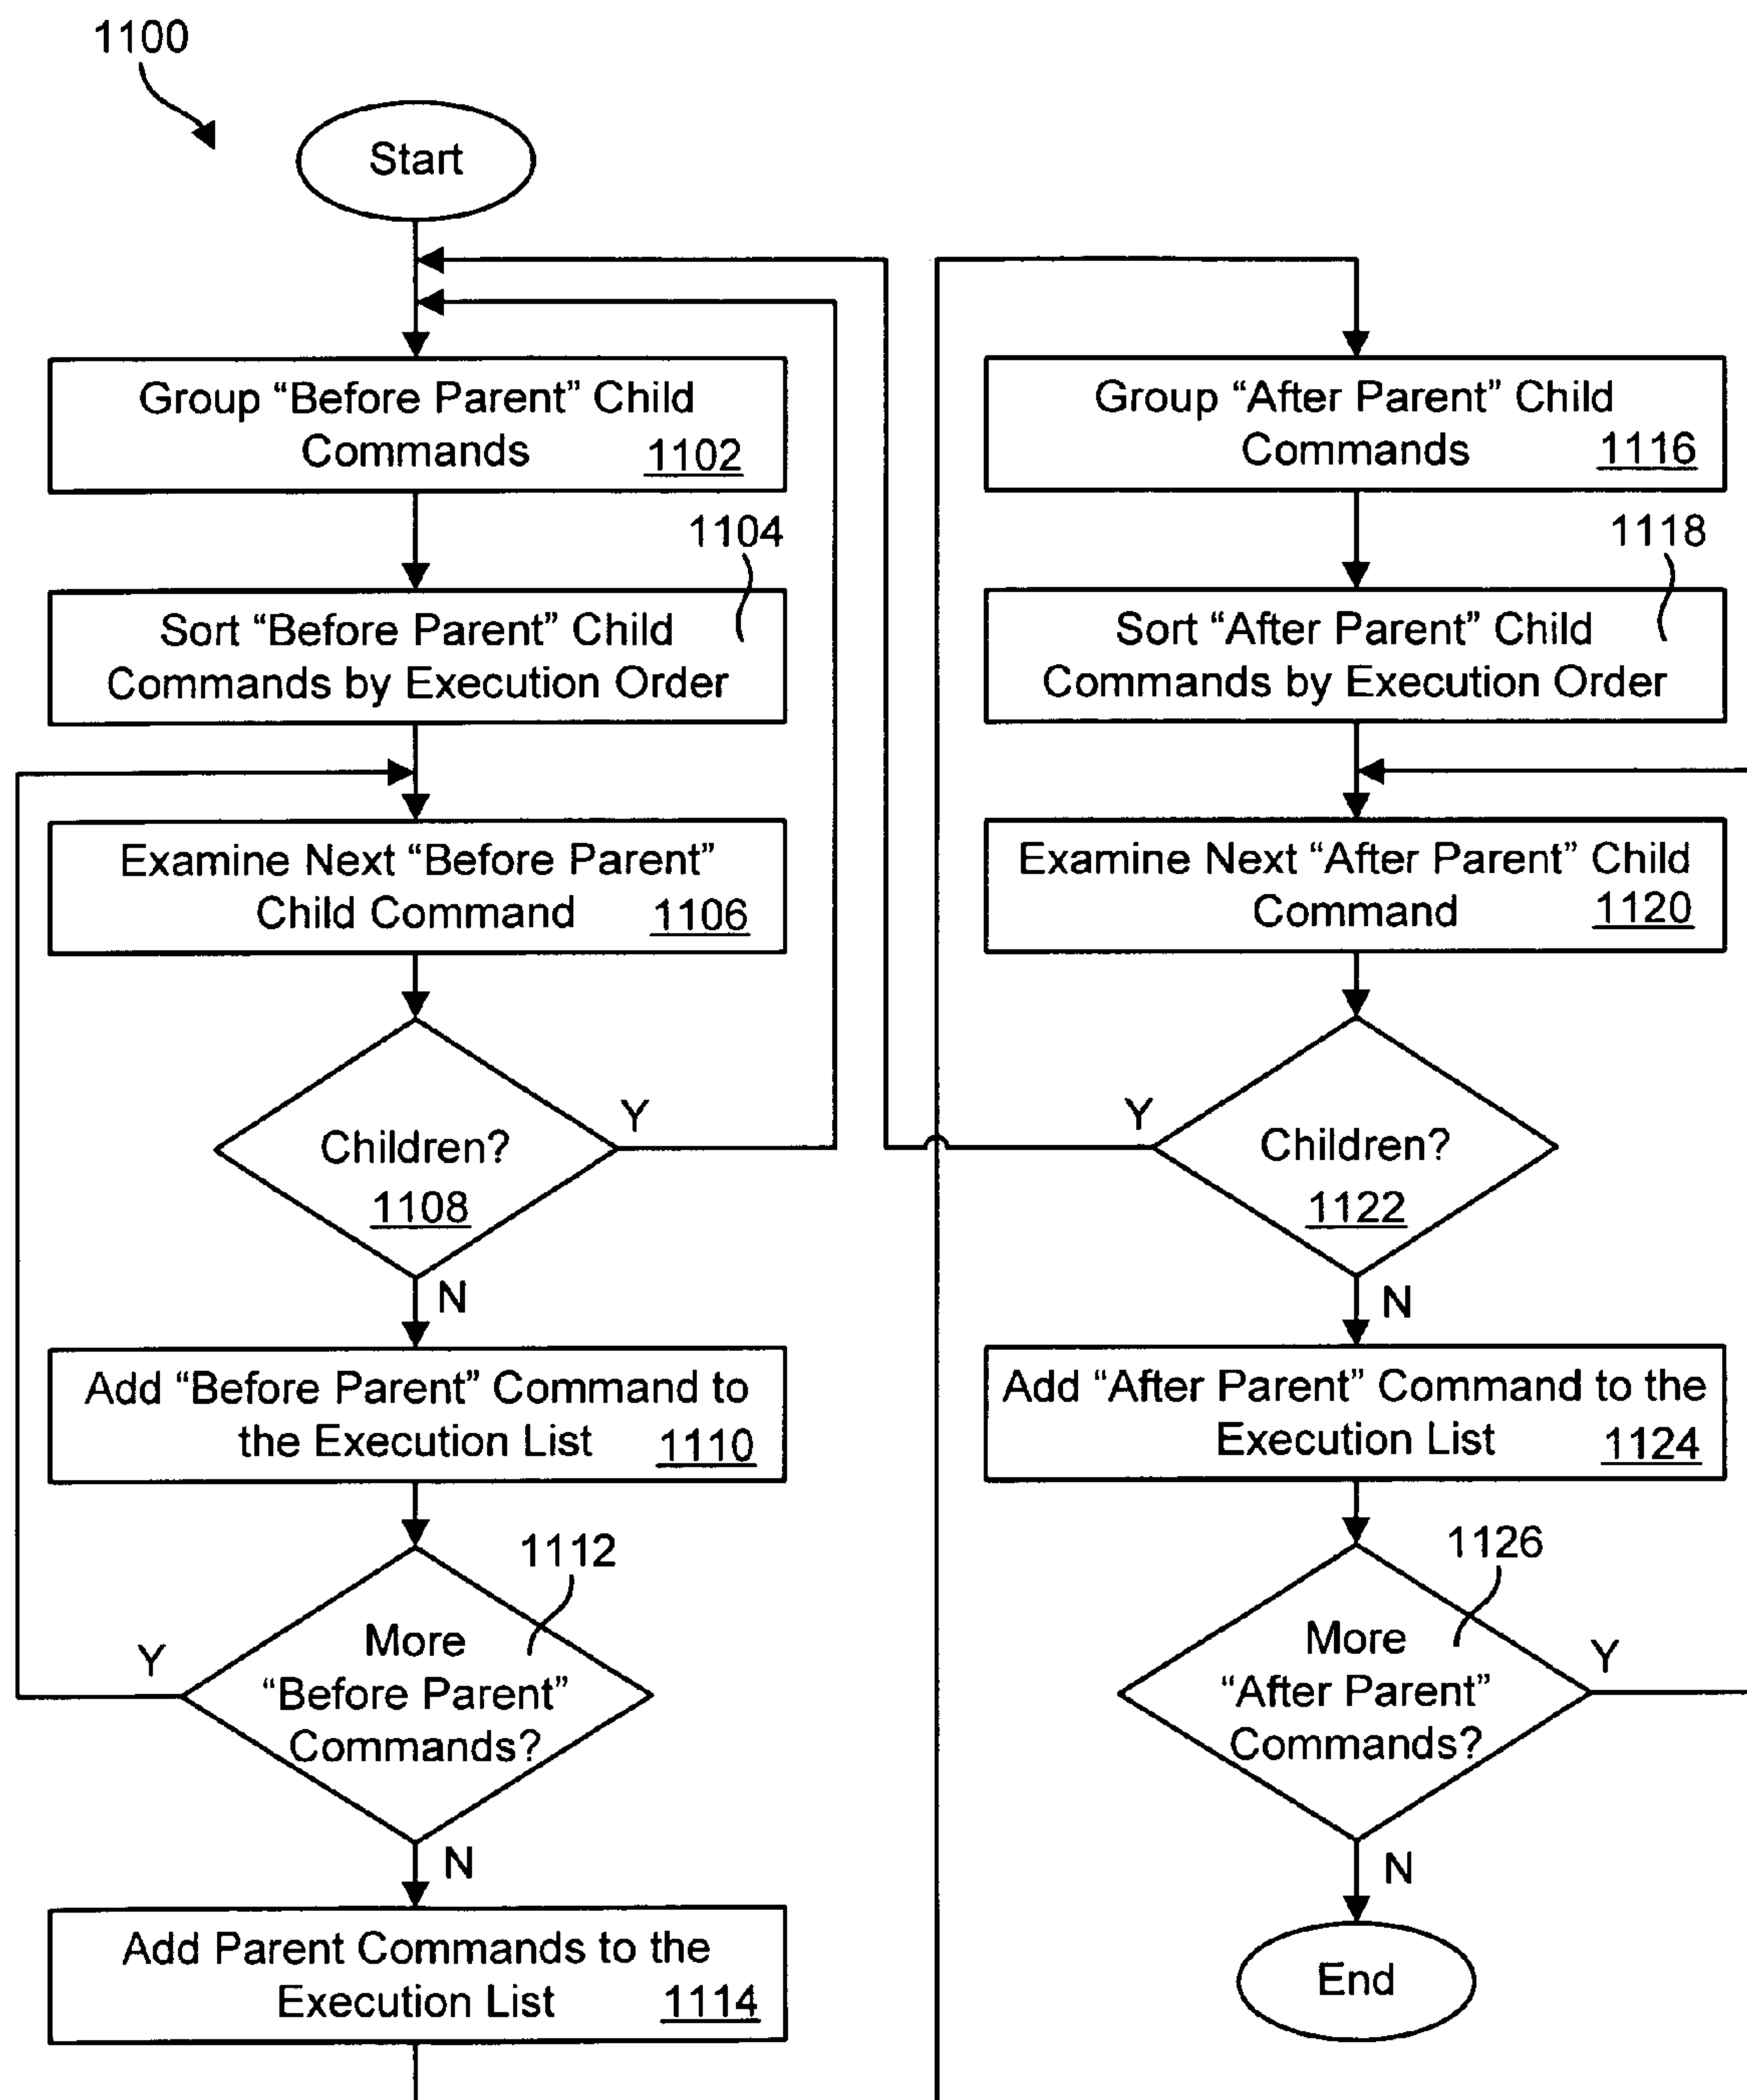 1100
Start
Group “Before Parent” Child
Commands 1102
1104
Sort “Before Parent” Child
Commands by Execution Order
Examine Next “Before Parent”
Child Command 1106
Children?
1108
Y
N
Add “Before Parent” Command to
the Execution List 1110
1112
More
“Before Parent”
Commands?
Y
N
Add Parent Commands to the
Execution List 1114
Group “After Parent” Child
Commands 1116
1118
Sort “After Parent” Child
Commands by Execution Order
Examine Next “After Parent” Child
Command 1120
Y
Children?
1122
N
Add “After Parent” Command to the
Execution List 1124
1126
More
“After Parent”
Commands?
Y
N
End